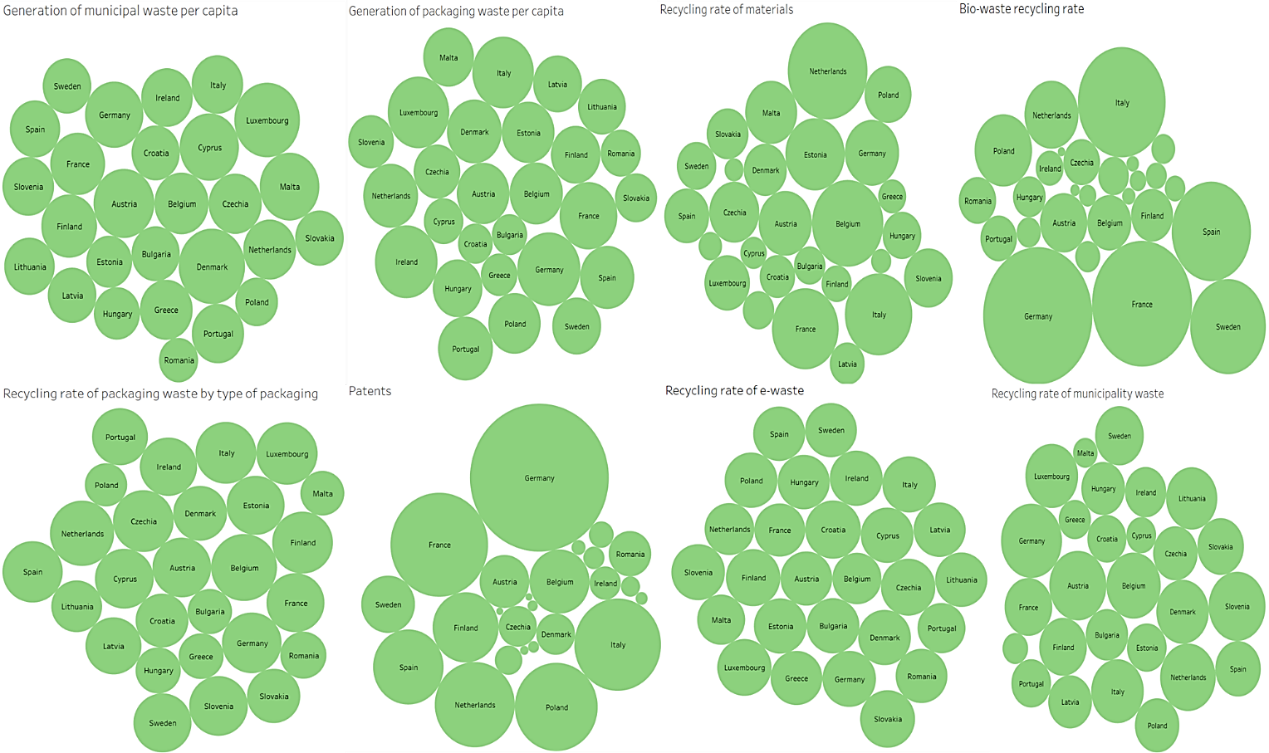 Generation of municipal waste per capita
Sweden
Italy
Ireland
Germany
Luxembourg
Spain
Cyprus
Croatia
France
Slovenia
Malta
Austria
Belgium
Czechia
Finland
Slovakia
Netherlands
Bulgaria
Estonia
Lithuania
Denmark
Latvia
Poland
Greece
Hungary
Portugal
Romania
Generation of packaging waste per capita
Malta
Italy
Latvia
Lithuania
Luxembourg
Denmark
Estonia
Slovenia
Finland
Romania
Czechia
Netherlands
Austria
Belgium
Slovakia
France
Cyprus
Bulgaria
Croatia
Ireland
Germany
Greece
Spain
Hungary
Poland
Sweden
Portugal
Recycling rate of materials
Netherlands
Poland
Malta
Slovakia
Estonia
Germany
Sweden
Denmark
Greece
Spain
Czechia
Austria
Belgium
Hungary
Cyprus
Bulgaria
Croatia
Slovenia
Luxembourg
Finland
Italy
France
Latvia
Bio-waste recycling rate
Italy
Netherlands
Poland
Czechia
Ireland
Hungary
Romania
Finland
Austria
Belgium
Spain
Portugal
France
Germany
Sweden
Recycling rate of packaging waste by type of packaging
Portugal
Italy
Luxembourg
Ireland
Poland
Malta
Estonia
Denmark
Czechia
Netherlands
Finland
Austria
Belgium
Spain
Cyprus
France
Lithuania
Bulgaria
Croatia
Germany
Latvia
Greece
Romania
Hungary
Slovakia
Slovenia
Sweden
Patents
Germany
France
Romania
Austria
Belgium
Ireland
Sweden
Finland
Czechia
Denmark
Italy
Spain
Netherlands
Poland
Recycling rate of e-waste
Spain
Sweden
Poland
Hungary
Ireland
Italy
Netherlands
France
Croatia
Cyprus
Latvia
Slovenia
Finland
Austria
Belgium
Czechia
Lithuania
Malta
Estonia
Bulgaria
Denmark
Portugal
Luxembourg
Greece
Germany
Romania
Slovakia
Recycling rate of municipality waste
Sweden
Malta
Luxembourg
Hungary
Ireland
Lithuania
Greece
Germany
Croatia
Cyprus
Czechia
Slovakia
Austria
Belgium
France
Denmark
Slovenia
Bulgaria
Finland
Estonia
Spain
Netherlands
Portugal
Italy
Latvia
Poland